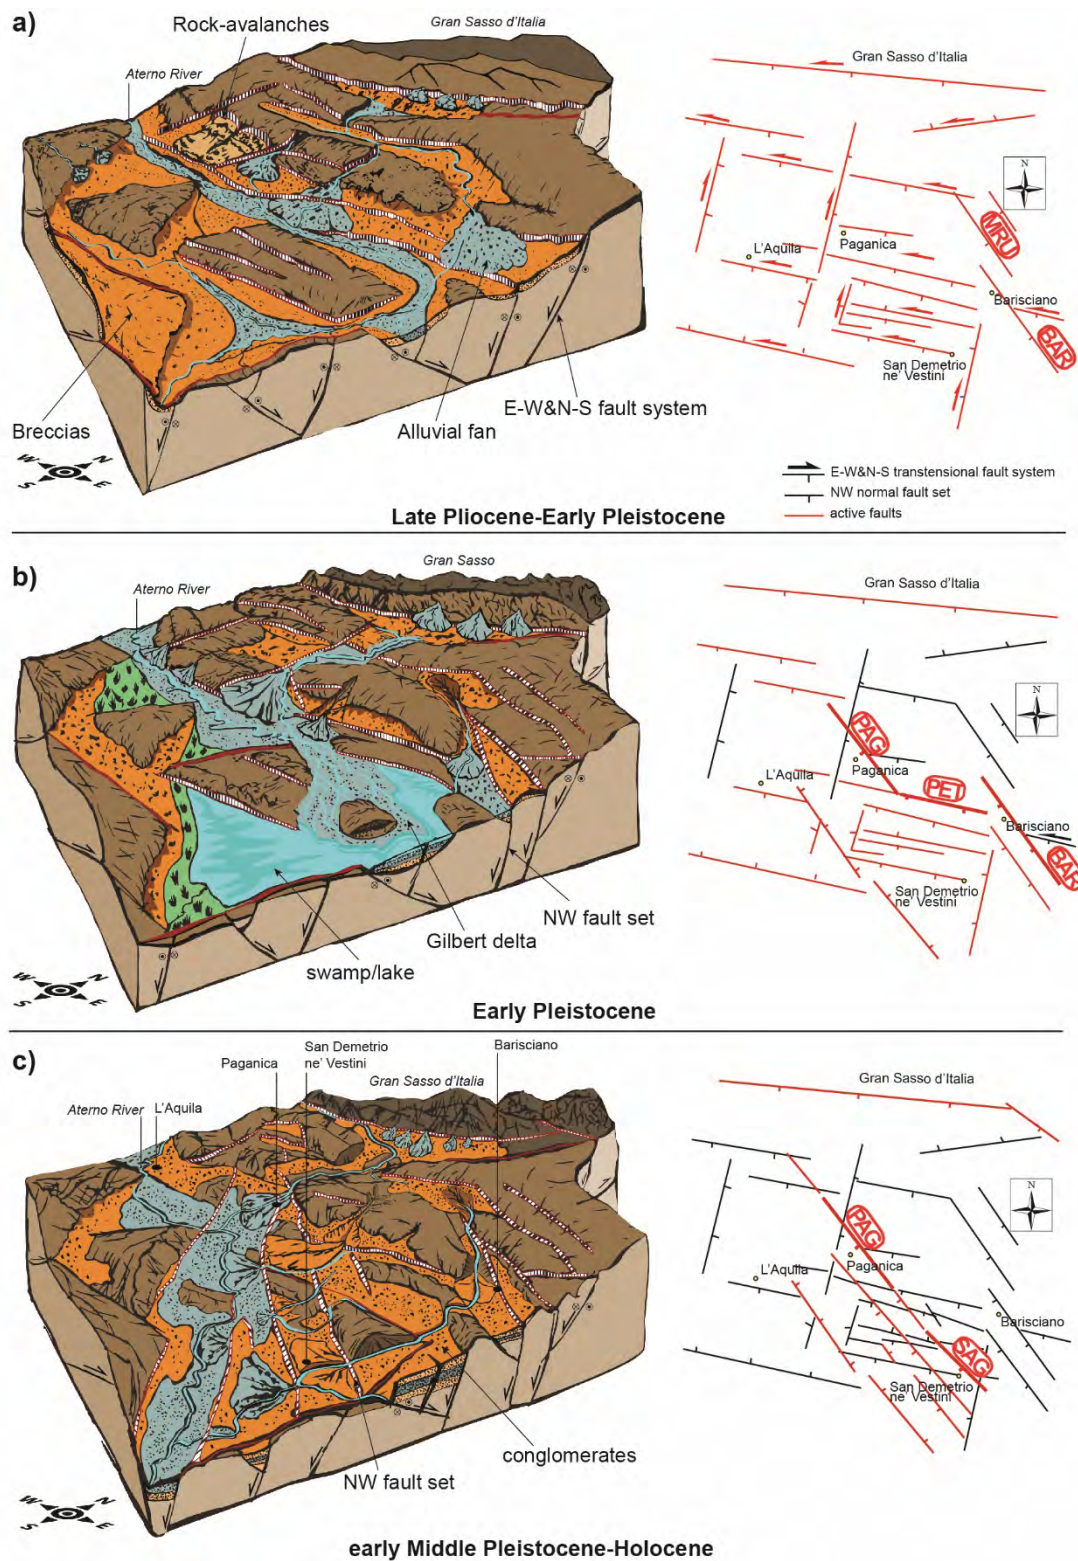 a)
Rock-avalanches
Gran Sasso d'Italia
Aterno River
Breccias
Alluvial fan
E-W&N-S fault system
W
N
S
E
Gran Sasso d'Italia
N
MRU
L'Aquila
Paganica
Barisciano
BAR
San Demetrio
ne' Vestini
E-W&N-S transtensional fault system
NW normal fault set
active faults
Late Pliocene-Early Pleistocene
b)
Aterno River
Gran Sasso
NW fault set
Gilbert delta
swamp/lake
W
N
S
E
Gran Sasso d'Italia
N
PAG
L'Aquila
Paganica
PET
Barisciano
BAR
San Demetrio
ne' Vestini
Early Pleistocene
c)
San Demetrio
ne' Vestini
Barisciano
Paganica
Gran Sasso d'Italia
Aterno River
L'Aquila
conglomerates
NW fault set
W
N
S
E
Gran Sasso d'Italia
N
PAG
L'Aquila
Paganica
Barisciano
SAG
San Demetrio
ne' Vestini
early Middle Pleistocene-Holocene